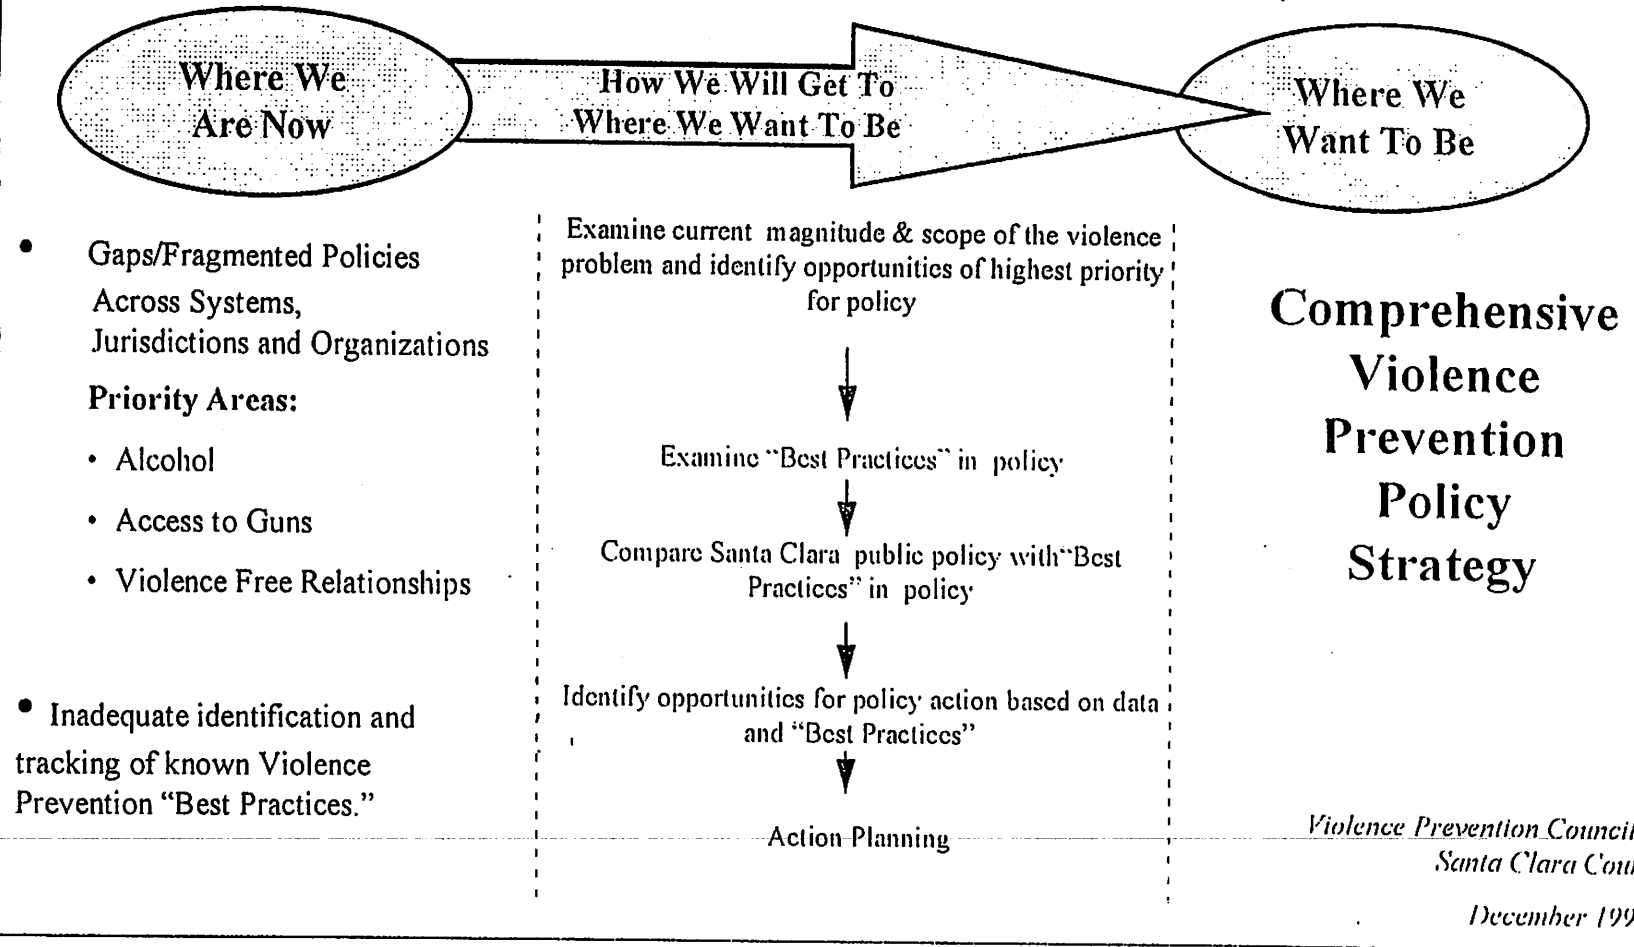 Where We
Are Now
How We Will Get To
Where We Want To Be
Where We
Want To Be
• Gaps/Fragmented Policies
Across Systems,
Jurisdictions and Organizations
Priority Areas:
• Alcohol
• Access to Guns
• Violence Free Relationships
• Inadequate identification and
tracking of known Violence
Prevention “Best Practices.”
Examine current magnitude & scope of the violence
problem and identify opportunities of highest priority
for policy
Examine “Best Practices” in policy
Compare Santa Clara public policy with “Best
Practices” in policy
Identify opportunities for policy action based on data
and “Best Practices”
Action Planning
Comprehensive
Violence
Prevention
Policy
Strategy
Violence Prevention Council
Santa Clara
December 199